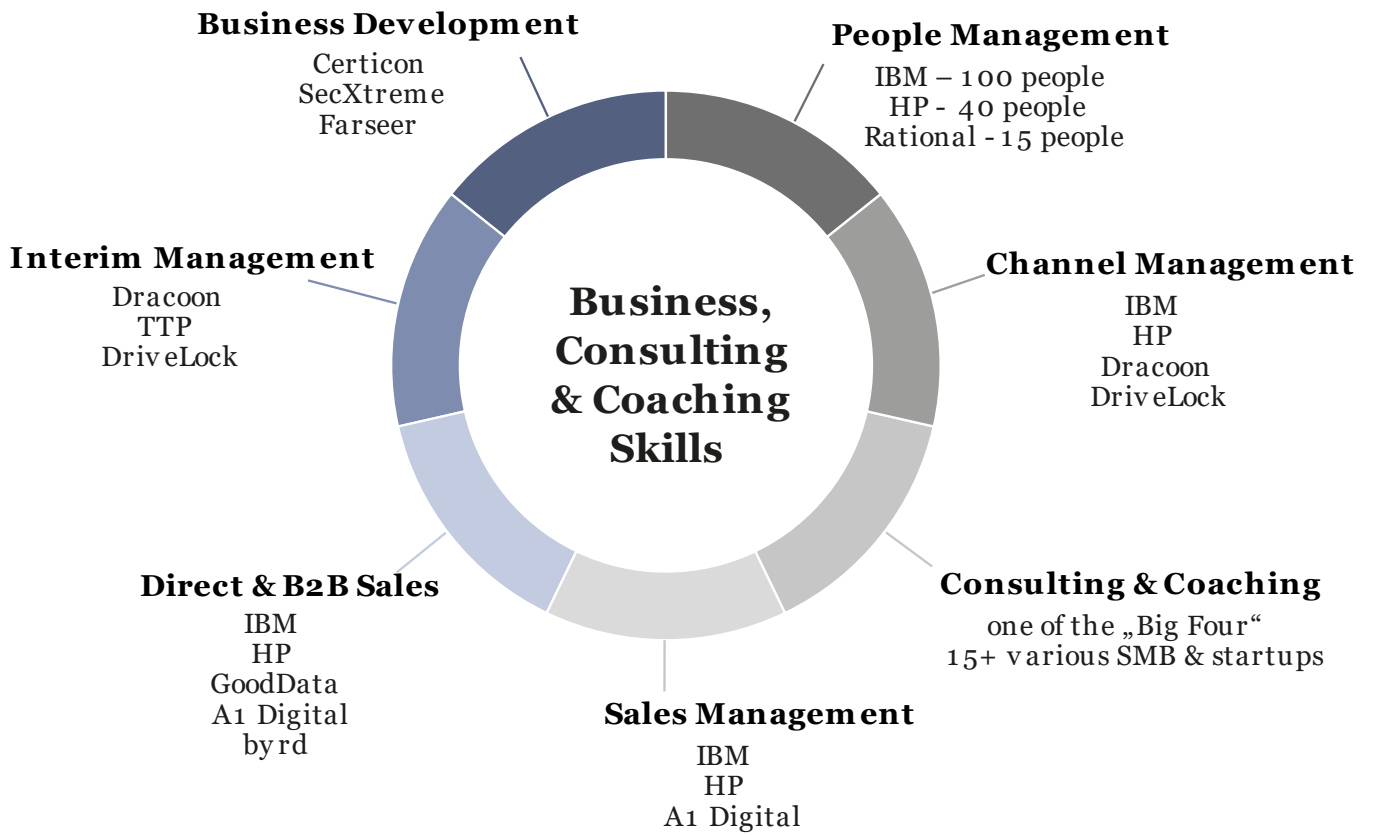 Business Development
Certicon
SecXtreme
Farseer
People Management
IBM – 100 people
HP - 40 people
Rational - 15 people
Interim Management
Dracoon
TTP
DriveLock
Channel Management
IBM
HP
Dracoon
DriveLock
Business,
Consulting
& Coaching
Skills
Direct & B2B Sales
IBM
HP
GoodData
A1 Digital
byrd
Consulting & Coaching
one of the „Big Four“
15+ various SMB & startups
Sales Management
IBM
HP
A1 Digital